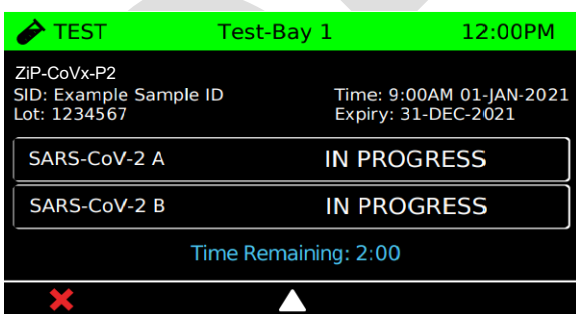 TEST Test-Bay 1 12:00PM
ZiP-CoVx-P2
SID: Example Sample ID Time: 9:00AM 01-JAN-2021
Lot: 1234567 Expiry: 31-DEC-2021
SARS-CoV-2 A IN PROGRESS
SARS-CoV-2 B IN PROGRESS
Time Remaining: 2:00